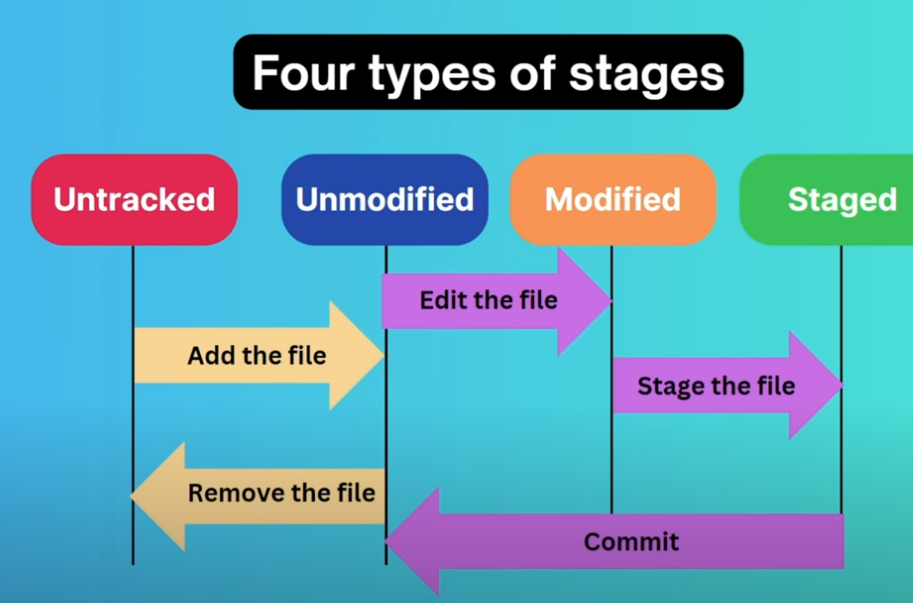 Four types of stages
Untracked
Unmodified
Modified
Staged
Edit the file
Add the file
Stage the file
Remove the file
Commit